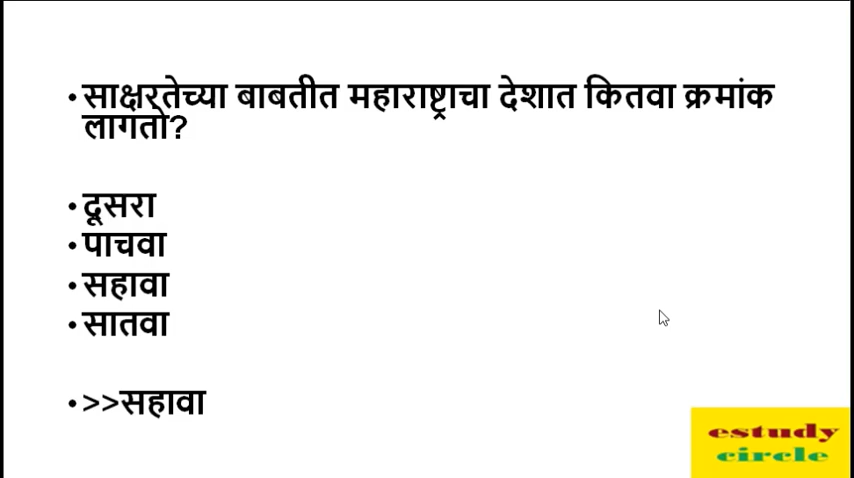 • साक्षरतेच्या बाबतीत महाराष्ट्राचा देशात कितवा क्रमांक
लागतो?
• दूसरा
• पाचवा
• सहावा
• सातवा
• >>सहावा
estudy
circle